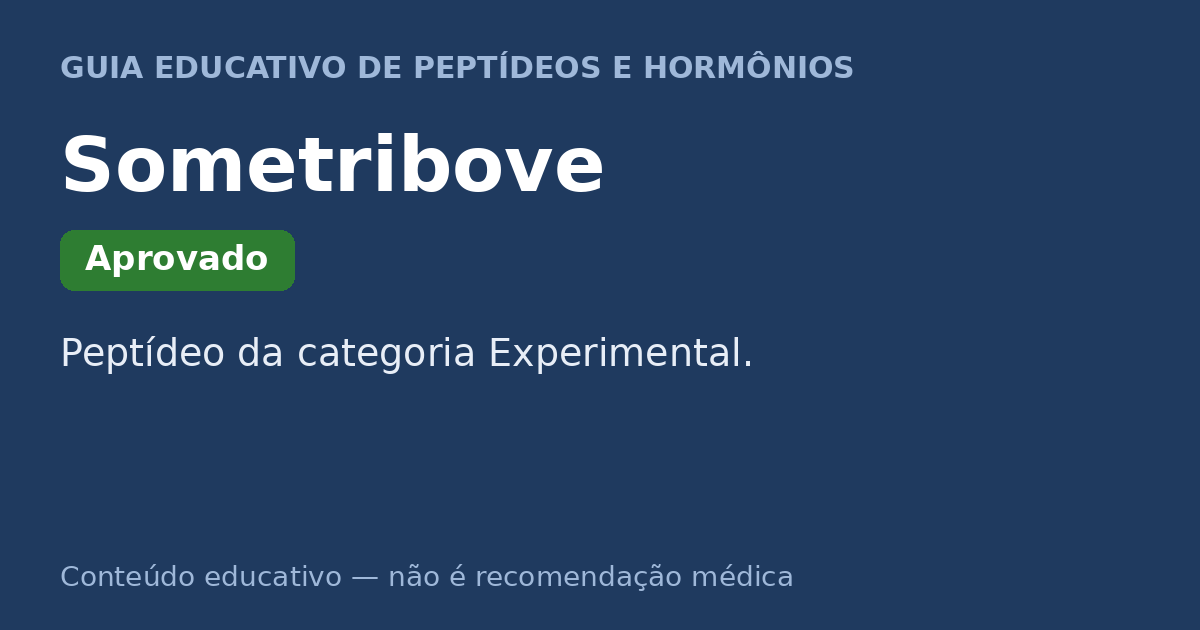 GUIA EDUCATIVO DE PEPTÍDEOS E HORMÔNIOS
Sometribove
Aprovado
Peptídeo da categoria Experimental.
Conteúdo educativo — não é recomendação médica